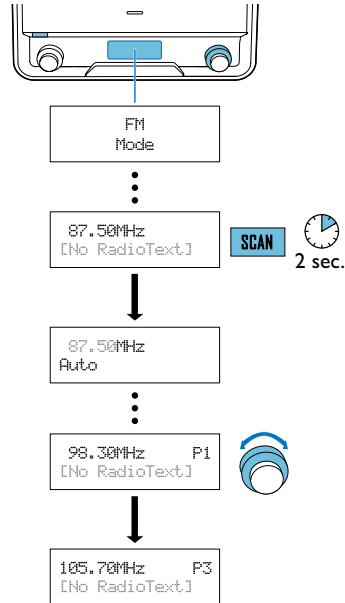 FM
Mode
87.50MHz
[No RadioText]
SCAN
2 sec.
87.50MHz
Auto
98.30MHz P1
[No RadioText]
105.70MHz P3
[No RadioText]